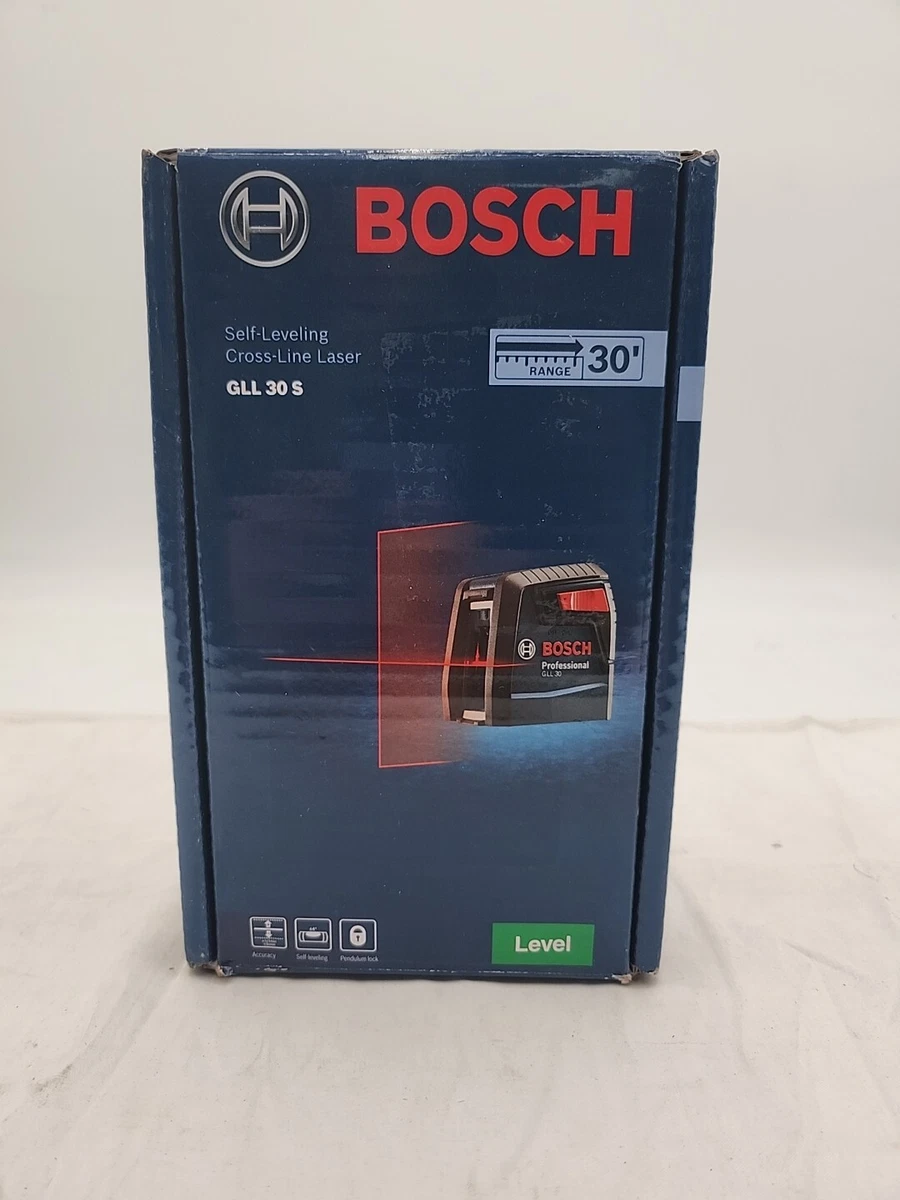 BOSCH
Self-Leveling
Cross-Line Laser
GLL 30 S
RANGE
30'
BOSCH
Professional
GLL 30
Accuracy
Self-leveling
Pendulum lock
Level